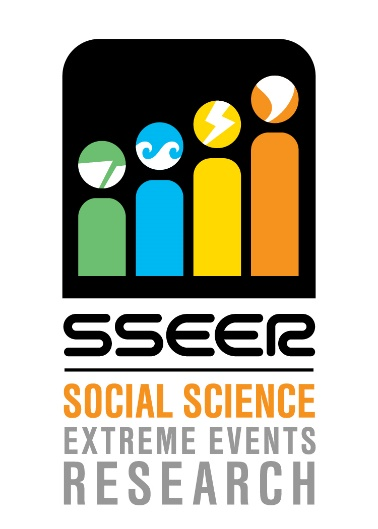 SSEER
SOCIAL SCIENCE
EXTREME EVENTS
RESEARCH